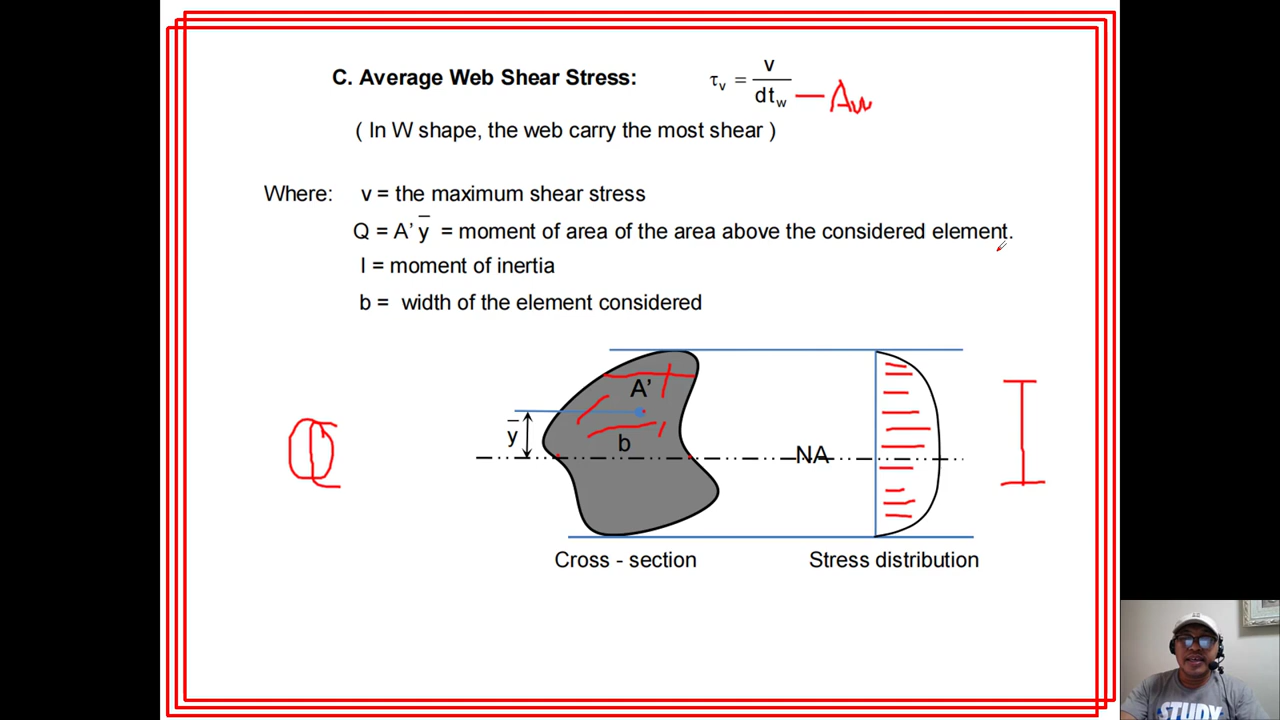 C. Average Web Shear Stress: τv = v / dtw — Aw
( In W shape, the web carry the most shear )
Where: v = the maximum shear stress
Q = A' y̅ = moment of area of the area above the considered element.
I = moment of inertia
b = width of the element considered
A'
y̅
b
NA
Q
I
Cross - section
Stress distribution
STUDY